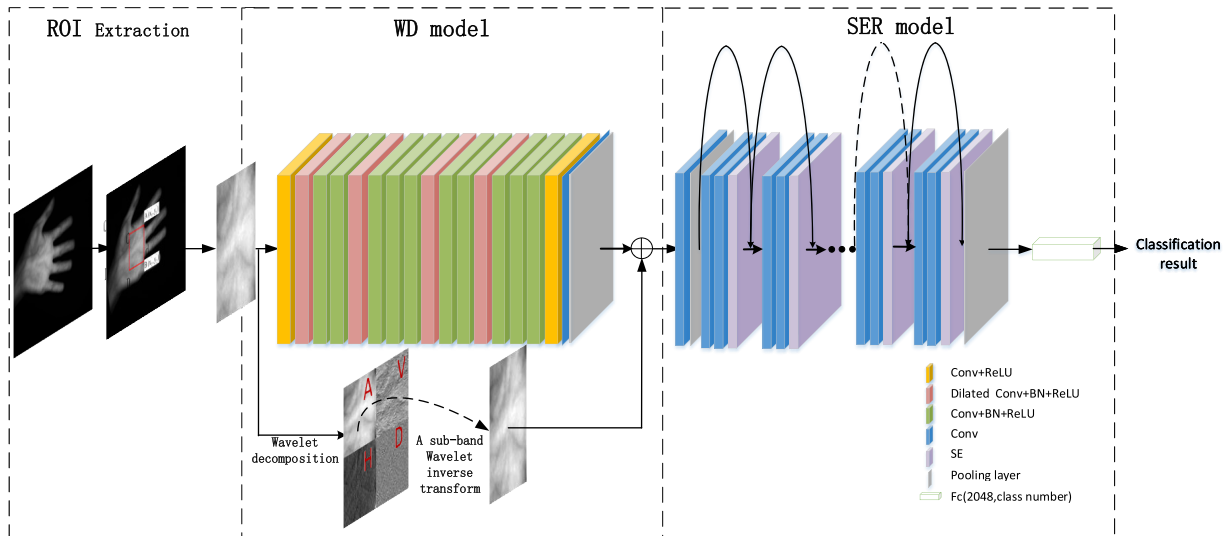 ROI Extraction
WD model
SER model
Classification
result
A
V
H
D
Wavelet
decomposition
A sub-band
Wavelet
inverse
transform
Conv+ReLU
Dilated Conv+BN+ReLU
Conv+BN+ReLU
Conv
SE
Pooling layer
Fc(2048,class number)